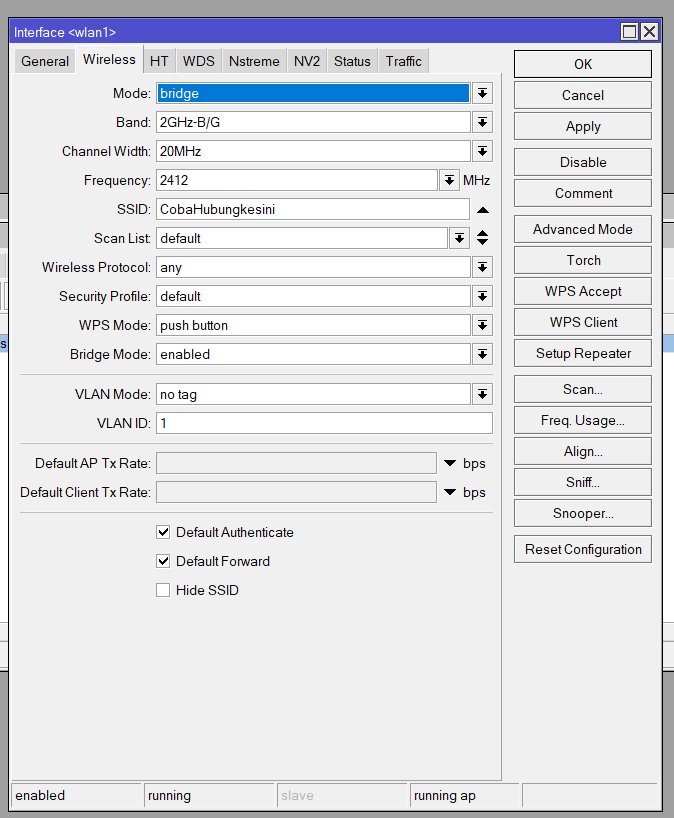 Interface <wlan1>
General Wireless HT WDS Nstreme NV2 Status Traffic
Mode: bridge
Band: 2GHz-B/G
Channel Width: 20MHz
Frequency: 2412 MHz
SSID: CobaHubungkesini
Scan List: default
Wireless Protocol: any
Security Profile: default
WPS Mode: push button
Bridge Mode: enabled
VLAN Mode: no tag
VLAN ID: 1
Default AP Tx Rate: bps
Default Client Tx Rate: bps
Default Authenticate
Default Forward
Hide SSID
OK
Cancel
Apply
Disable
Comment
Advanced Mode
Torch
WPS Accept
WPS Client
Setup Repeater
Scan...
Freq. Usage...
Align...
Sniff...
Snooper...
Reset Configuration
s
enabled running slave running ap